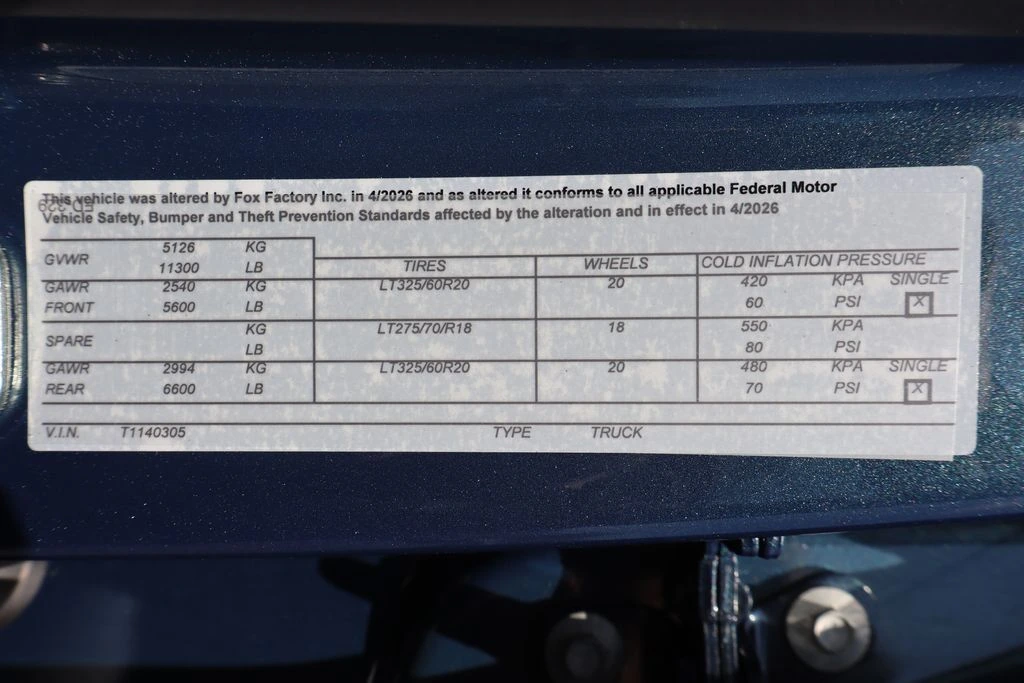 This vehicle was altered by Fox Factory Inc. in 4/2026 and as altered it conforms to all applicable Federal Motor
Vehicle Safety, Bumper and Theft Prevention Standards affected by the alteration and in effect in 4/2026
GVWR 5126 KG
11300 LB
TIRES WHEELS COLD INFLATION PRESSURE
GAWR 2540 KG LT325/60R20 20 420 KPA SINGLE
FRONT 5600 LB 60 PSI X
SPARE KG LT275/70/R18 18 550 KPA
LB 80 PSI
GAWR 2994 KG LT325/60R20 20 480 KPA SINGLE
REAR 6600 LB 70 PSI X
V.I.N. T1140305 TYPE TRUCK